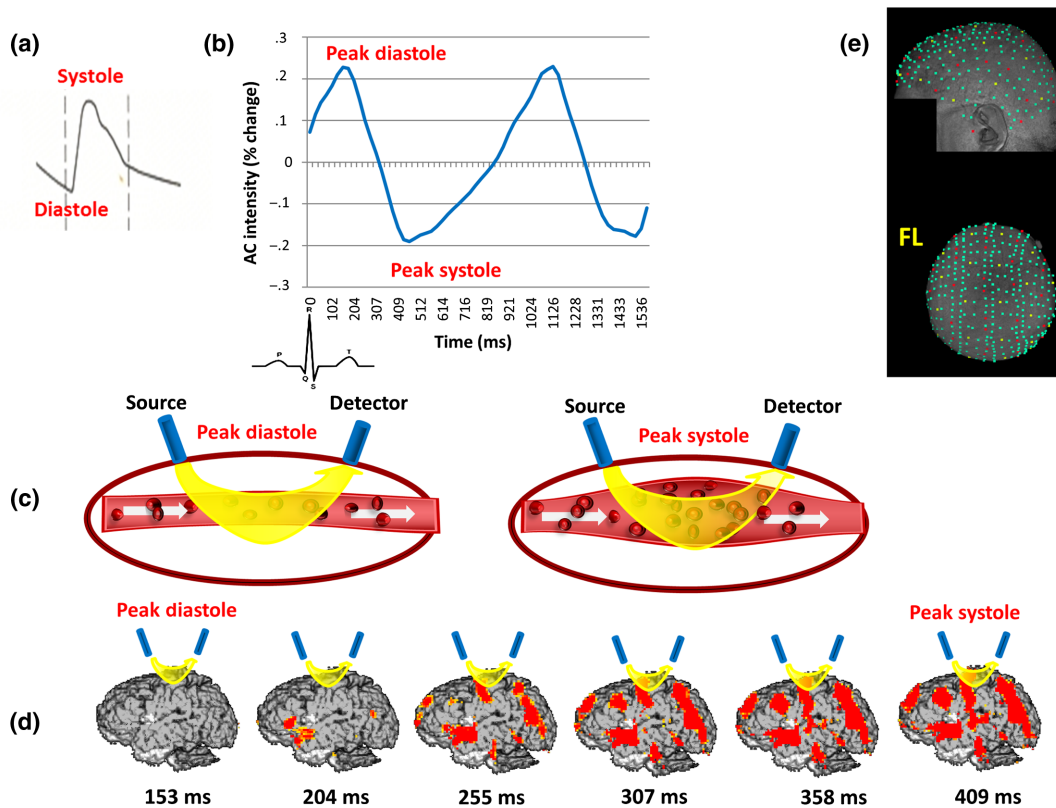 (a)
Systole
Diastole
(b)
Peak diastole
Peak systole
AC intensity (% change)
.3
.2
.1
0
–.1
–.2
–.3
0
102
204
307
409
512
614
716
819
921
1024
1126
1228
1331
1433
1536
Time (ms)
R
P
Q
S
T
(e)
FL
(c)
Source
Detector
Peak diastole
Source
Detector
Peak systole
(d)
Peak diastole
Peak systole
153 ms
204 ms
255 ms
307 ms
358 ms
409 ms